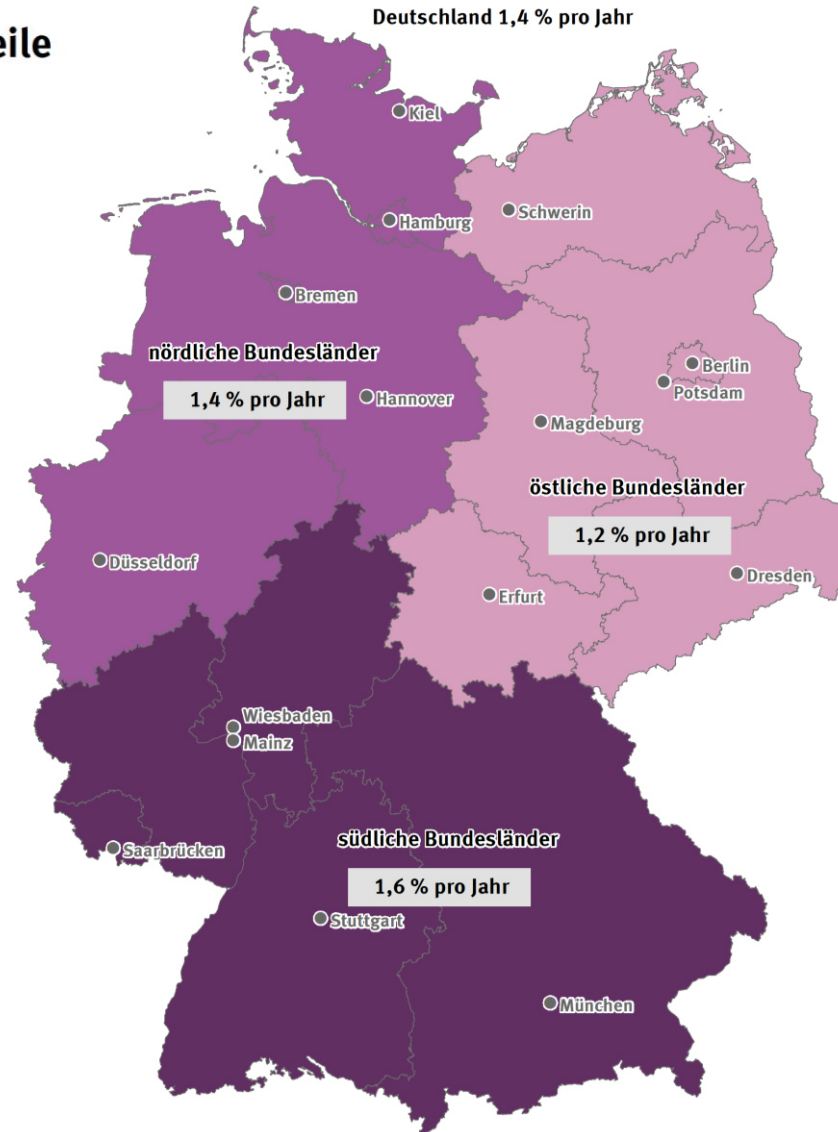 eile
Deutschland 1,4 % pro Jahr
Kiel
Schwerin
Hamburg
Bremen
nördliche Bundesländer
1,4 % pro Jahr
Hannover
Berlin
Potsdam
Magdeburg
östliche Bundesländer
1,2 % pro Jahr
Düsseldorf
Dresden
Erfurt
Wiesbaden
Mainz
südliche Bundesländer
Saarbrücken
1,6 % pro Jahr
Stuttgart
München